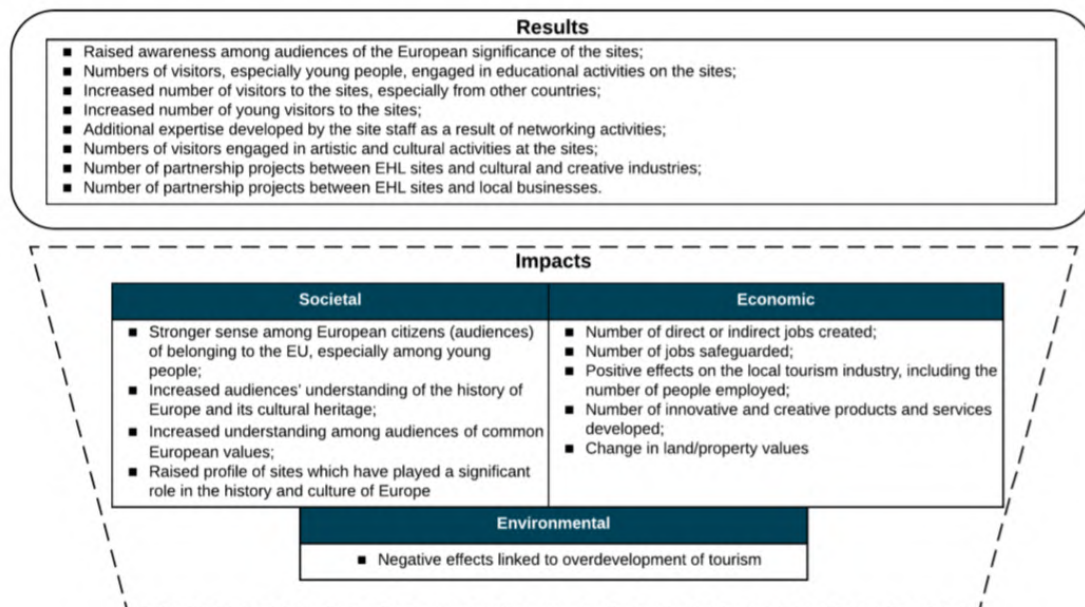 Results
■ Raised awareness among audiences of the European significance of the sites;
■ Numbers of visitors, especially young people, engaged in educational activities on the sites;
■ Increased number of visitors to the sites, especially from other countries;
■ Increased number of young visitors to the sites;
■ Additional expertise developed by the site staff as a result of networking activities;
■ Numbers of visitors engaged in artistic and cultural activities at the sites;
■ Number of partnership projects between EHL sites and cultural and creative industries;
■ Number of partnership projects between EHL sites and local businesses.
Impacts
Societal
■ Stronger sense among European citizens (audiences)
of belonging to the EU, especially among young
people;
■ Increased audiences' understanding of the history of
Europe and its cultural heritage;
■ Increased understanding among audiences of common
European values;
■ Raised profile of sites which have played a significant
role in the history and culture of Europe
Economic
■ Number of direct or indirect jobs created;
■ Number of jobs safeguarded;
■ Positive effects on the local tourism industry, including the
number of people employed;
■ Number of innovative and creative products and services
developed;
■ Change in land/property values
Environmental
■ Negative effects linked to overdevelopment of tourism